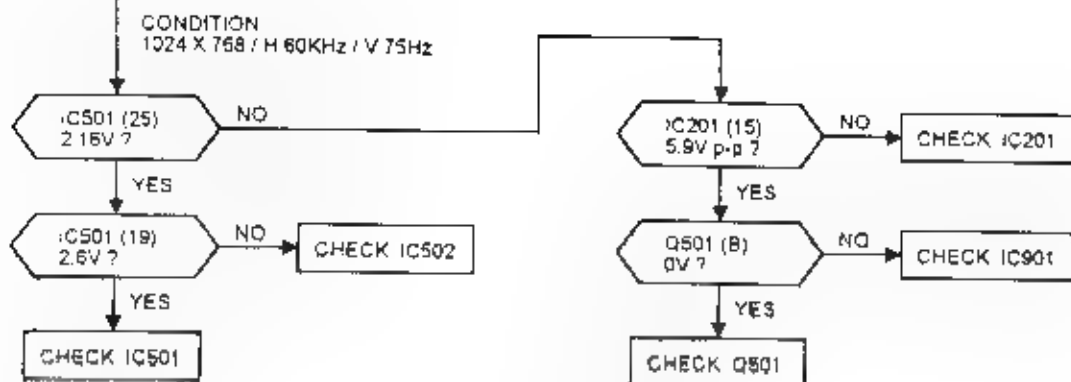 CONDITION
1024 X 768 / H 60KHz / V 75Hz
IC501 (25)
2.16V ?
NO
YES
IC501 (19)
2.6V ?
NO
CHECK IC502
YES
CHECK IC501
IC201 (15)
5.9V p-p ?
NO
CHECK IC201
YES
Q501 (B)
0V ?
NO
CHECK IC901
YES
CHECK Q501